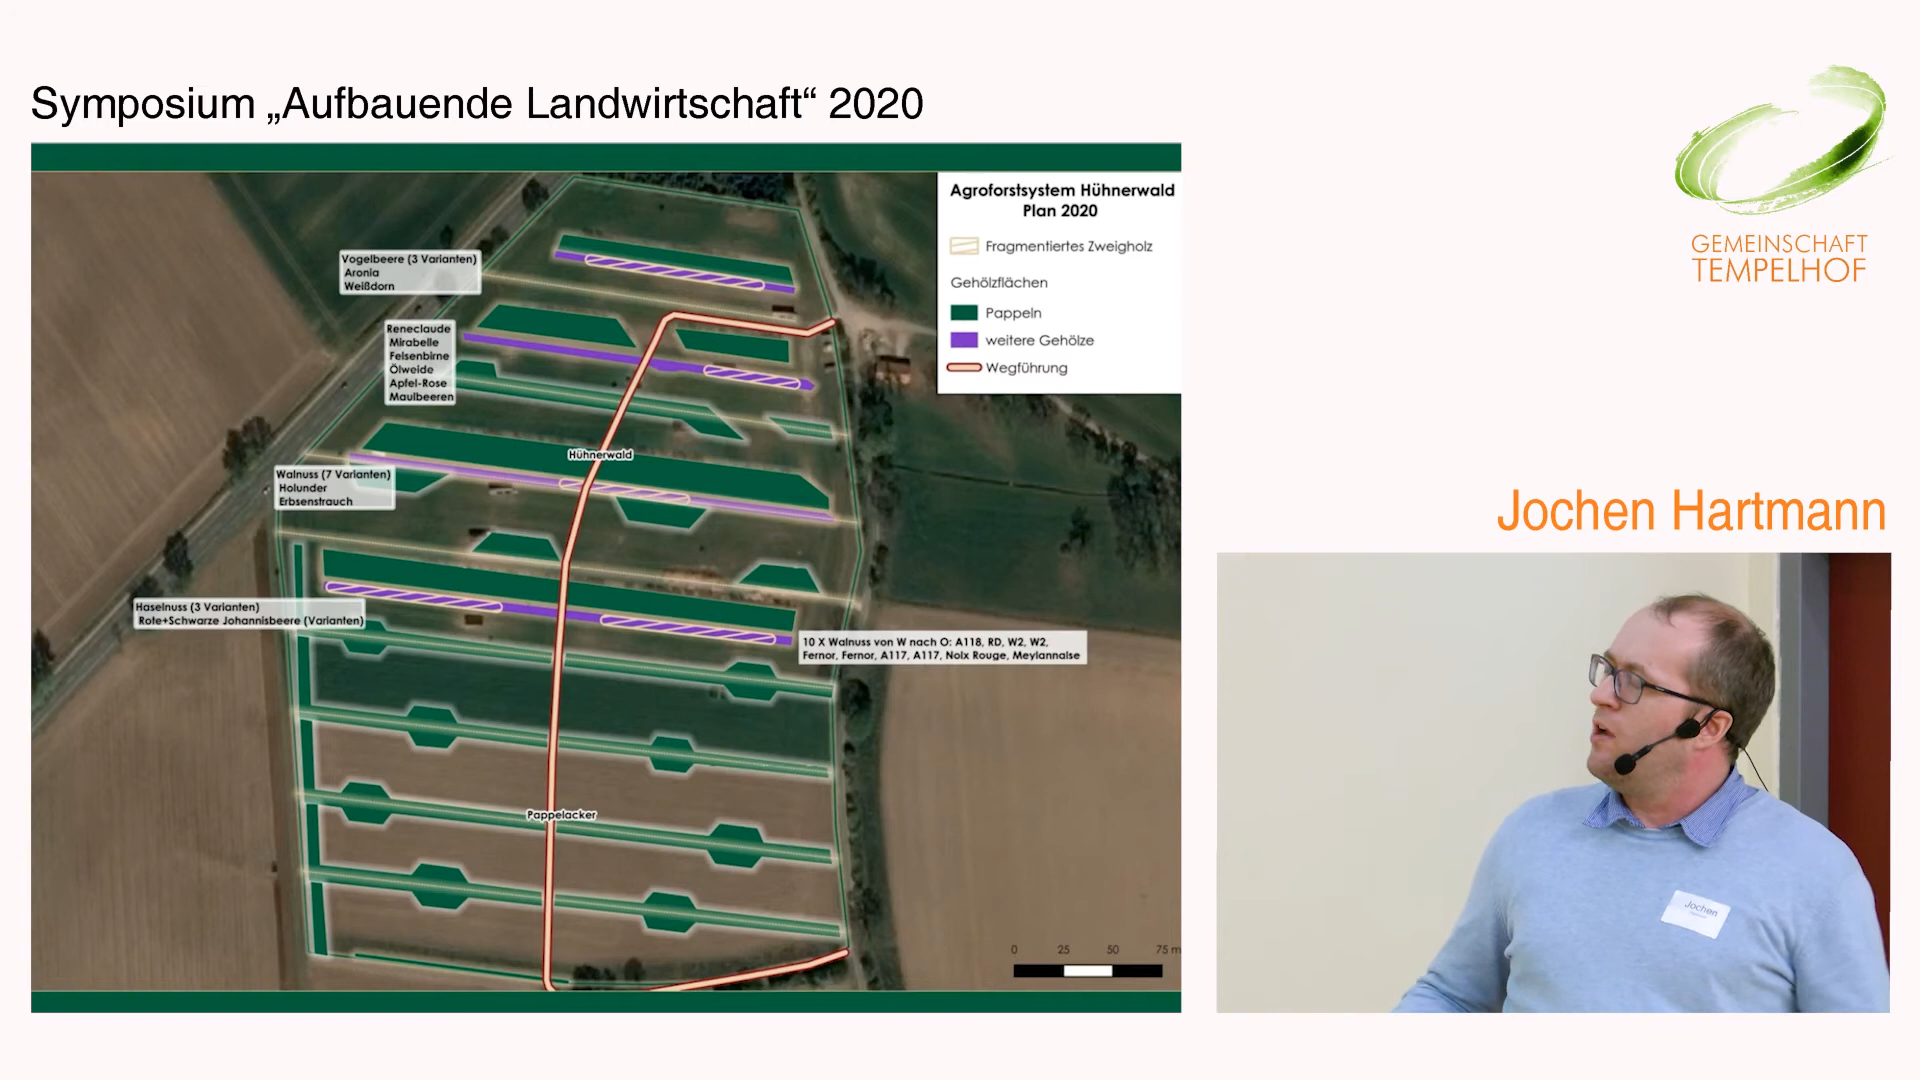 Symposium „Aufbauende Landwirtschaft“ 2020
GEMEINSCHAFT
TEMPELHOF
Agroforstsystem Hühnerwald
Plan 2020
Fragmentiertes Zweigholz
Gehölzflächen
Pappeln
weitere Gehölze
Wegführung
Vogelbeere (3 Varianten)
Aronia
Weißdorn
Reneclaude
Mirabelle
Felsenbirne
Ölweide
Apfel-Rose
Maulbeeren
Hühnerwald
Walnuss (7 Varianten)
Holunder
Erbsenstrauch
Haselnuss (3 Varianten)
Rote+Schwarze Johannisbeere (Varianten)
10 X Walnuss von W nach O: A118, RD, W2, W2,
Fernor, Fernor, A117, A117, Noix Rouge, Meylannaise
Pappelacker
0 25 50 75 m
Jochen Hartmann
Jochen